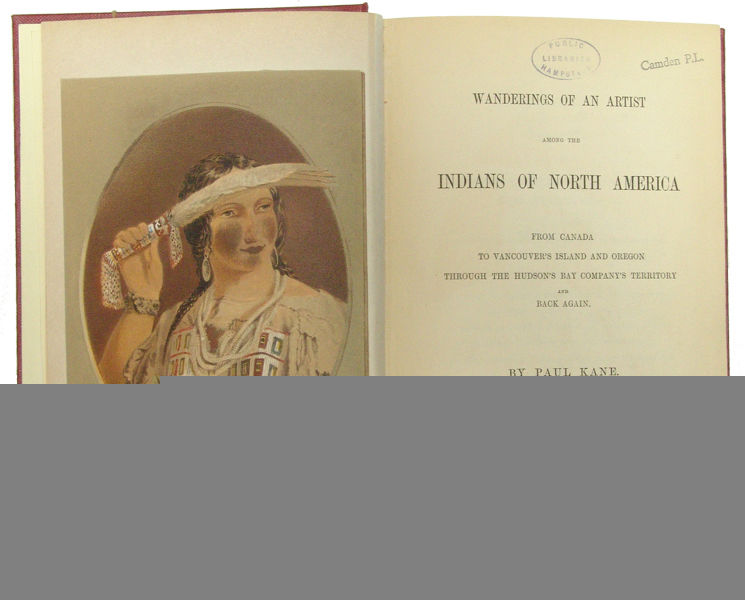 PUBLIC
LIBRARIES
HAMPSTEAD
Camden P.L.
WANDERINGS OF AN ARTIST
AMONG THE
INDIANS OF NORTH AMERICA
FROM CANADA
TO VANCOUVER'S ISLAND AND OREGON
THROUGH THE HUDSON'S BAY COMPANY'S TERRITORY
AND
BACK AGAIN.
BY PAUL KANE.